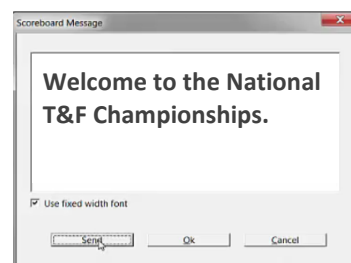 Scoreboard Message
Welcome to the National
T&F Championships.
Use fixed width font
Send Ok Cancel